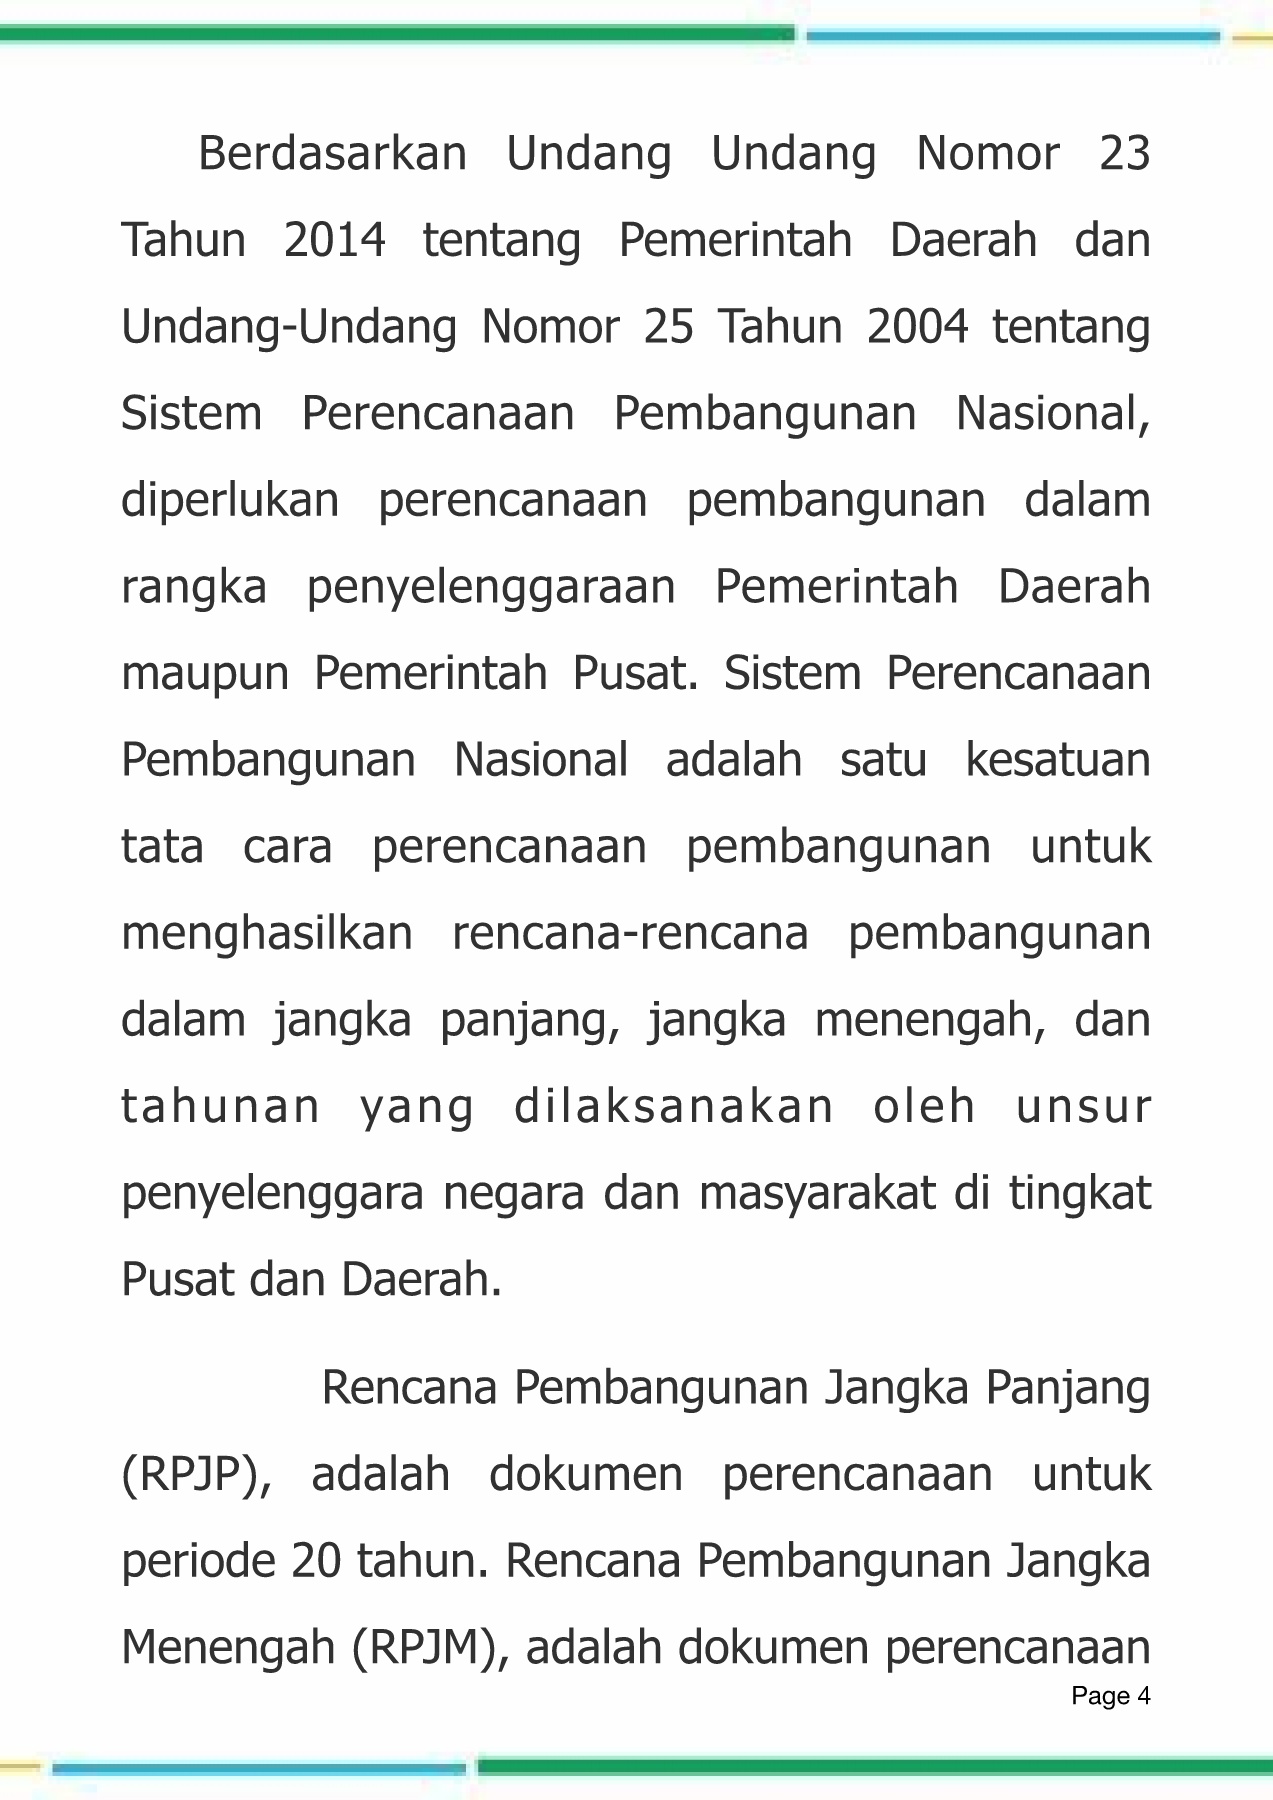 Berdasarkan Undang Undang Nomor 23
Tahun 2014 tentang Pemerintah Daerah dan
Undang-Undang Nomor 25 Tahun 2004 tentang
Sistem Perencanaan Pembangunan Nasional,
diperlukan perencanaan pembangunan dalam
rangka penyelenggaraan Pemerintah Daerah
maupun Pemerintah Pusat. Sistem Perencanaan
Pembangunan Nasional adalah satu kesatuan
tata cara perencanaan pembangunan untuk
menghasilkan rencana-rencana pembangunan
dalam jangka panjang, jangka menengah, dan
tahunan yang dilaksanakan oleh unsur
penyelenggara negara dan masyarakat di tingkat
Pusat dan Daerah.
Rencana Pembangunan Jangka Panjang
(RPJP), adalah dokumen perencanaan untuk
periode 20 tahun. Rencana Pembangunan Jangka
Menengah (RPJM), adalah dokumen perencanaan
Page 4